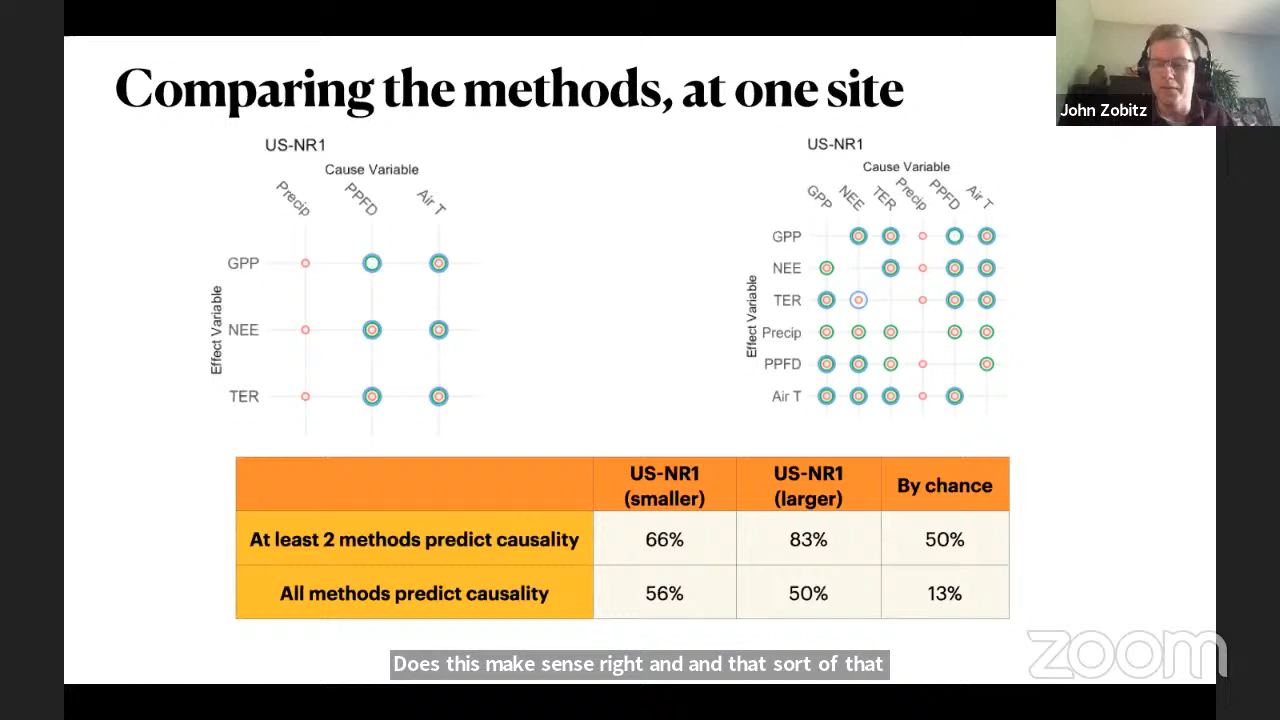 Comparing the methods, at one site
John Zobitz
US-NR1
Cause Variable
Precip
PPFD
Air T
Effect Variable
GPP
NEE
TER
US-NR1
Cause Variable
GPP
NEE
TER
Precip
PPFD
Air T
Effect Variable
GPP
NEE
TER
Precip
PPFD
Air T
US-NR1 (smaller)
US-NR1 (larger)
By chance
At least 2 methods predict causality
66%
83%
50%
All methods predict causality
56%
50%
13%
Does this make sense right and and that sort of that
zoom